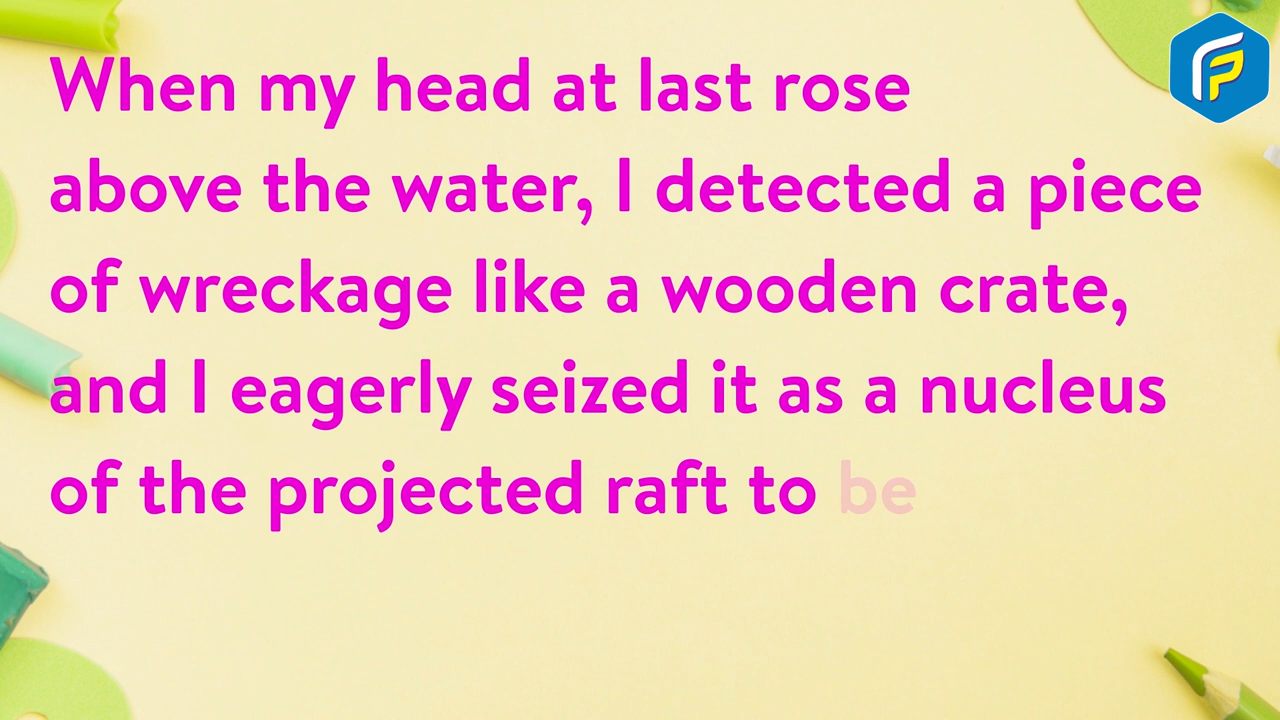 When my head at last rose
above the water, I detected a piece
of wreckage like a wooden crate,
and I eagerly seized it as a nucleus
of the projected raft to be